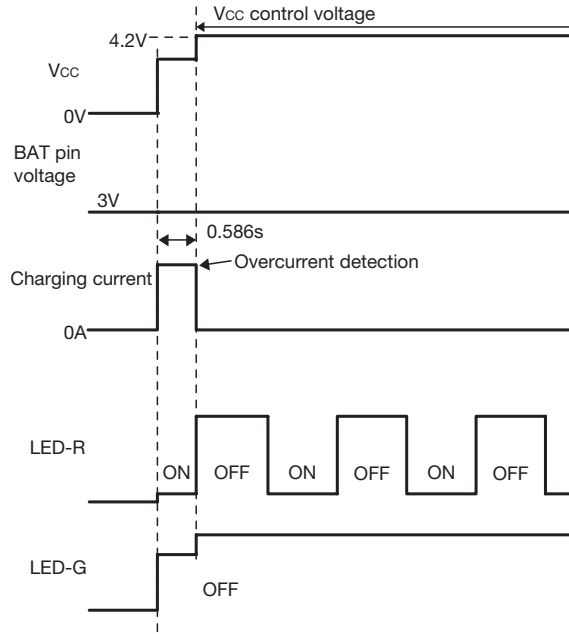 Vcc control voltage
4.2V
Vcc
0V
BAT pin
voltage
3V
0.586s
Overcurrent detection
Charging current
0A
LED-R
ON OFF ON OFF ON OFF
LED-G
OFF